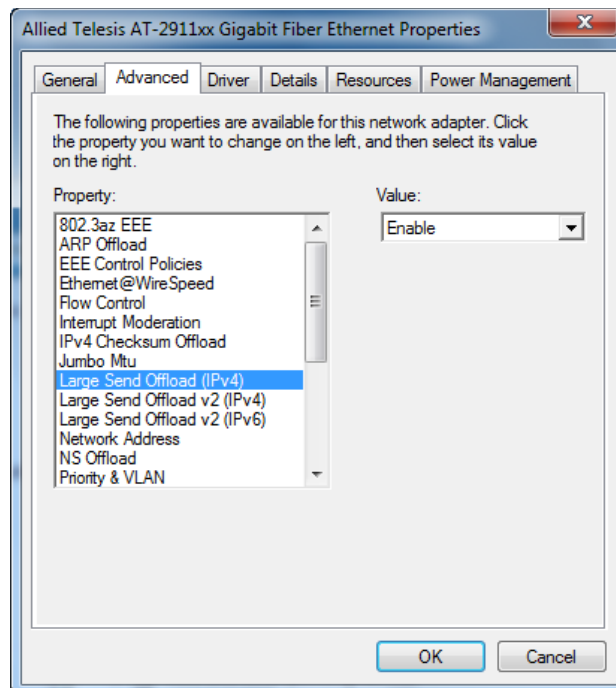 Allied Telesis AT-2911xx Gigabit Fiber Ethernet Properties
General Advanced Driver Details Resources Power Management
The following properties are available for this network adapter. Click
the property you want to change on the left, and then select its value
on the right.
Property:
Value:
802.3az EEE
ARP Offload
EEE Control Policies
Ethernet@WireSpeed
Flow Control
Interrupt Moderation
IPv4 Checksum Offload
Jumbo Mtu
Large Send Offload (IPv4)
Large Send Offload v2 (IPv4)
Large Send Offload v2 (IPv6)
Network Address
NS Offload
Priority & VLAN
Enable
OK Cancel